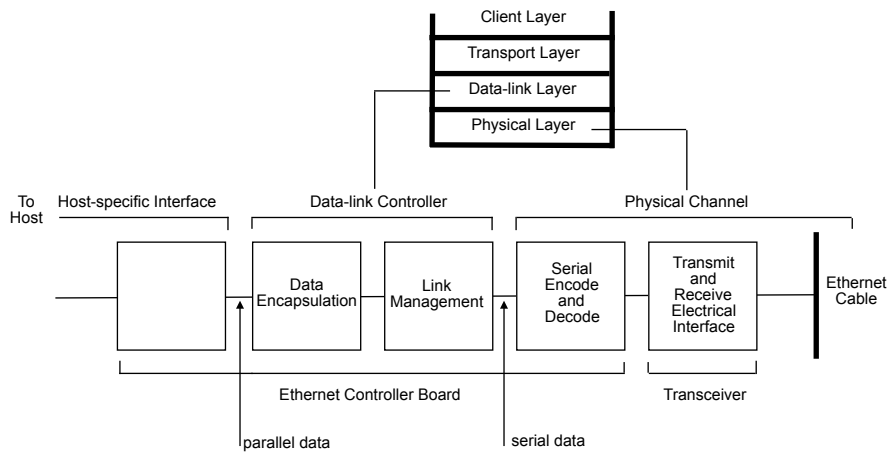 Client Layer
Transport Layer
Data-link Layer
Physical Layer
To
Host
Host-specific Interface
Data-link Controller
Physical Channel
Data
Encapsulation
Link
Management
Serial
Encode
and
Decode
Transmit
and
Receive
Electrical
Interface
Ethernet
Cable
Ethernet Controller Board
Transceiver
parallel data
serial data